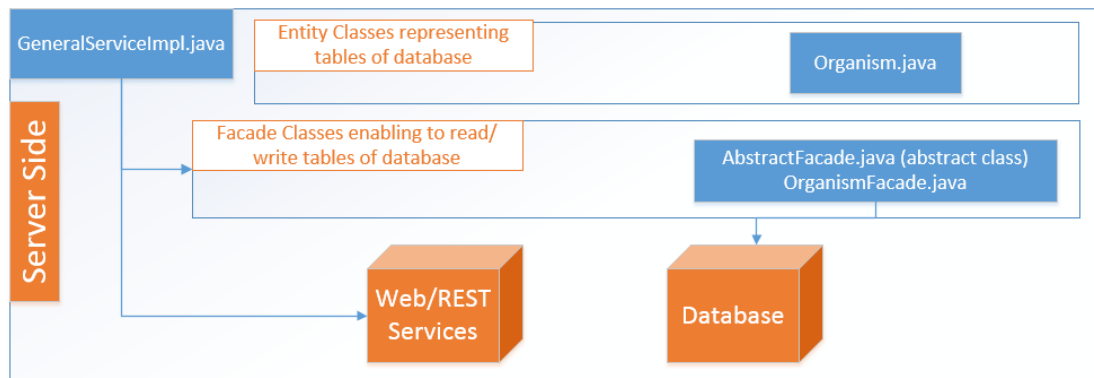 GeneralServiceImpl.java
Entity Classes representing
tables of database
Organism.java
Server Side
Facade Classes enabling to read/
write tables of database
AbstractFacade.java (abstract class)
OrganismFacade.java
Web/REST
Services
Database